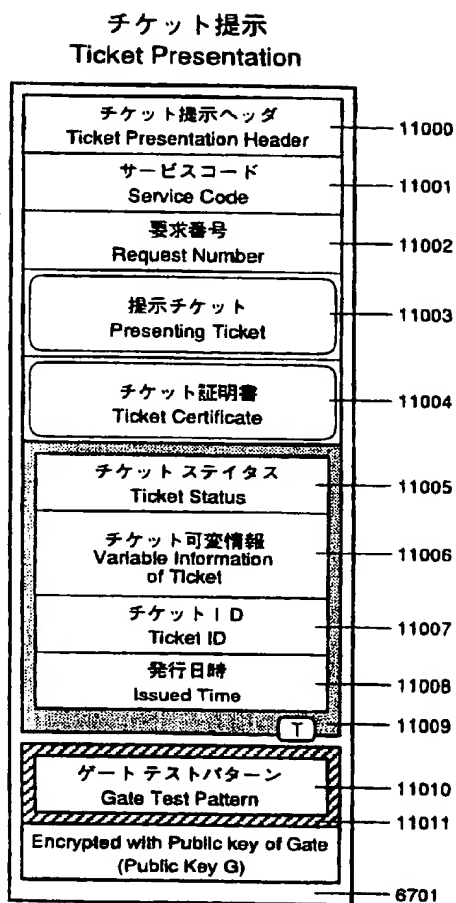 チケット提示
Ticket Presentation
チケット提示ヘッダ
Ticket Presentation Header
11000
サービスコード
Service Code
11001
要求番号
Request Number
11002
提示チケット
Presenting Ticket
11003
チケット証明書
Ticket Certificate
11004
チケット ステイタス
Ticket Status
11005
チケット可変情報
Variable Information
of Ticket
11006
チケットID
Ticket ID
11007
発行日時
Issued Time
11008
T
11009
ゲート テストパターン
Gate Test Pattern
11010
11011
Encrypted with Public key of Gate
(Public Key G)
6701